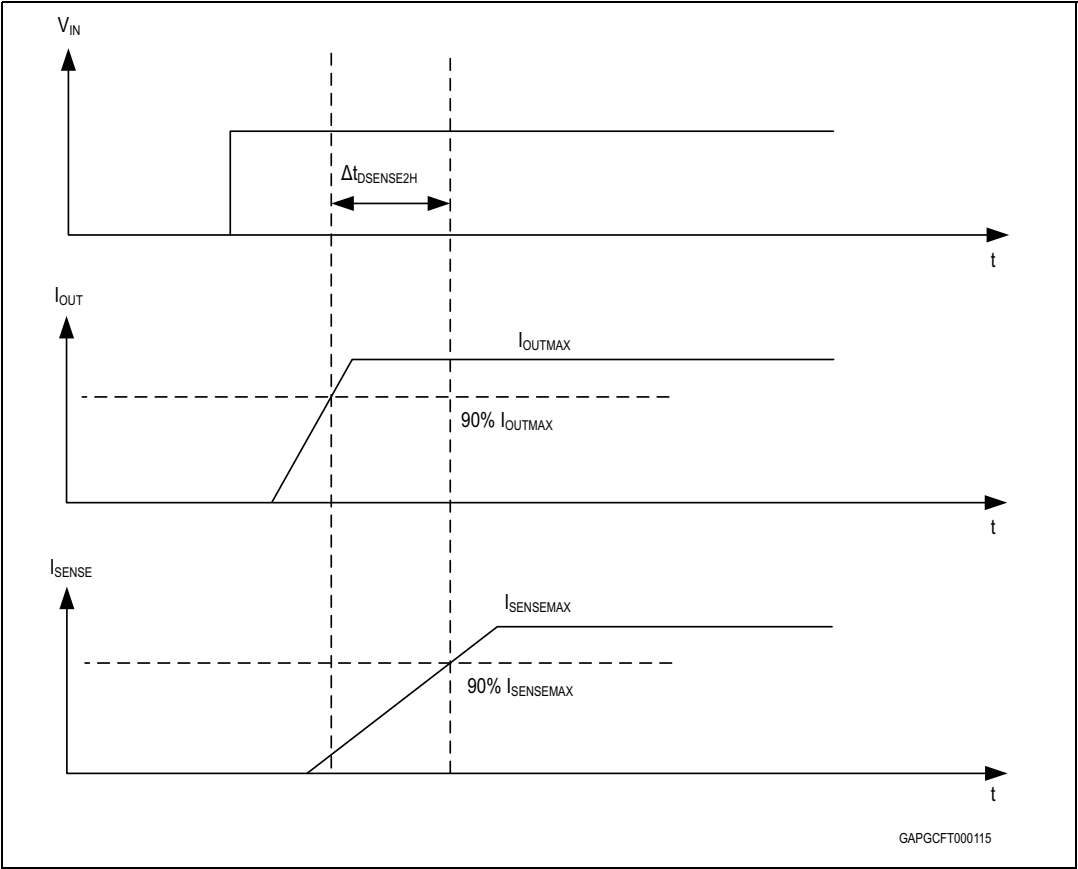 V_IN
Δt_DSENSE2H
t
I_OUT
I_OUTMAX
90% I_OUTMAX
t
I_SENSE
I_SENSEMAX
90% I_SENSEMAX
t
GAPGCFT000115